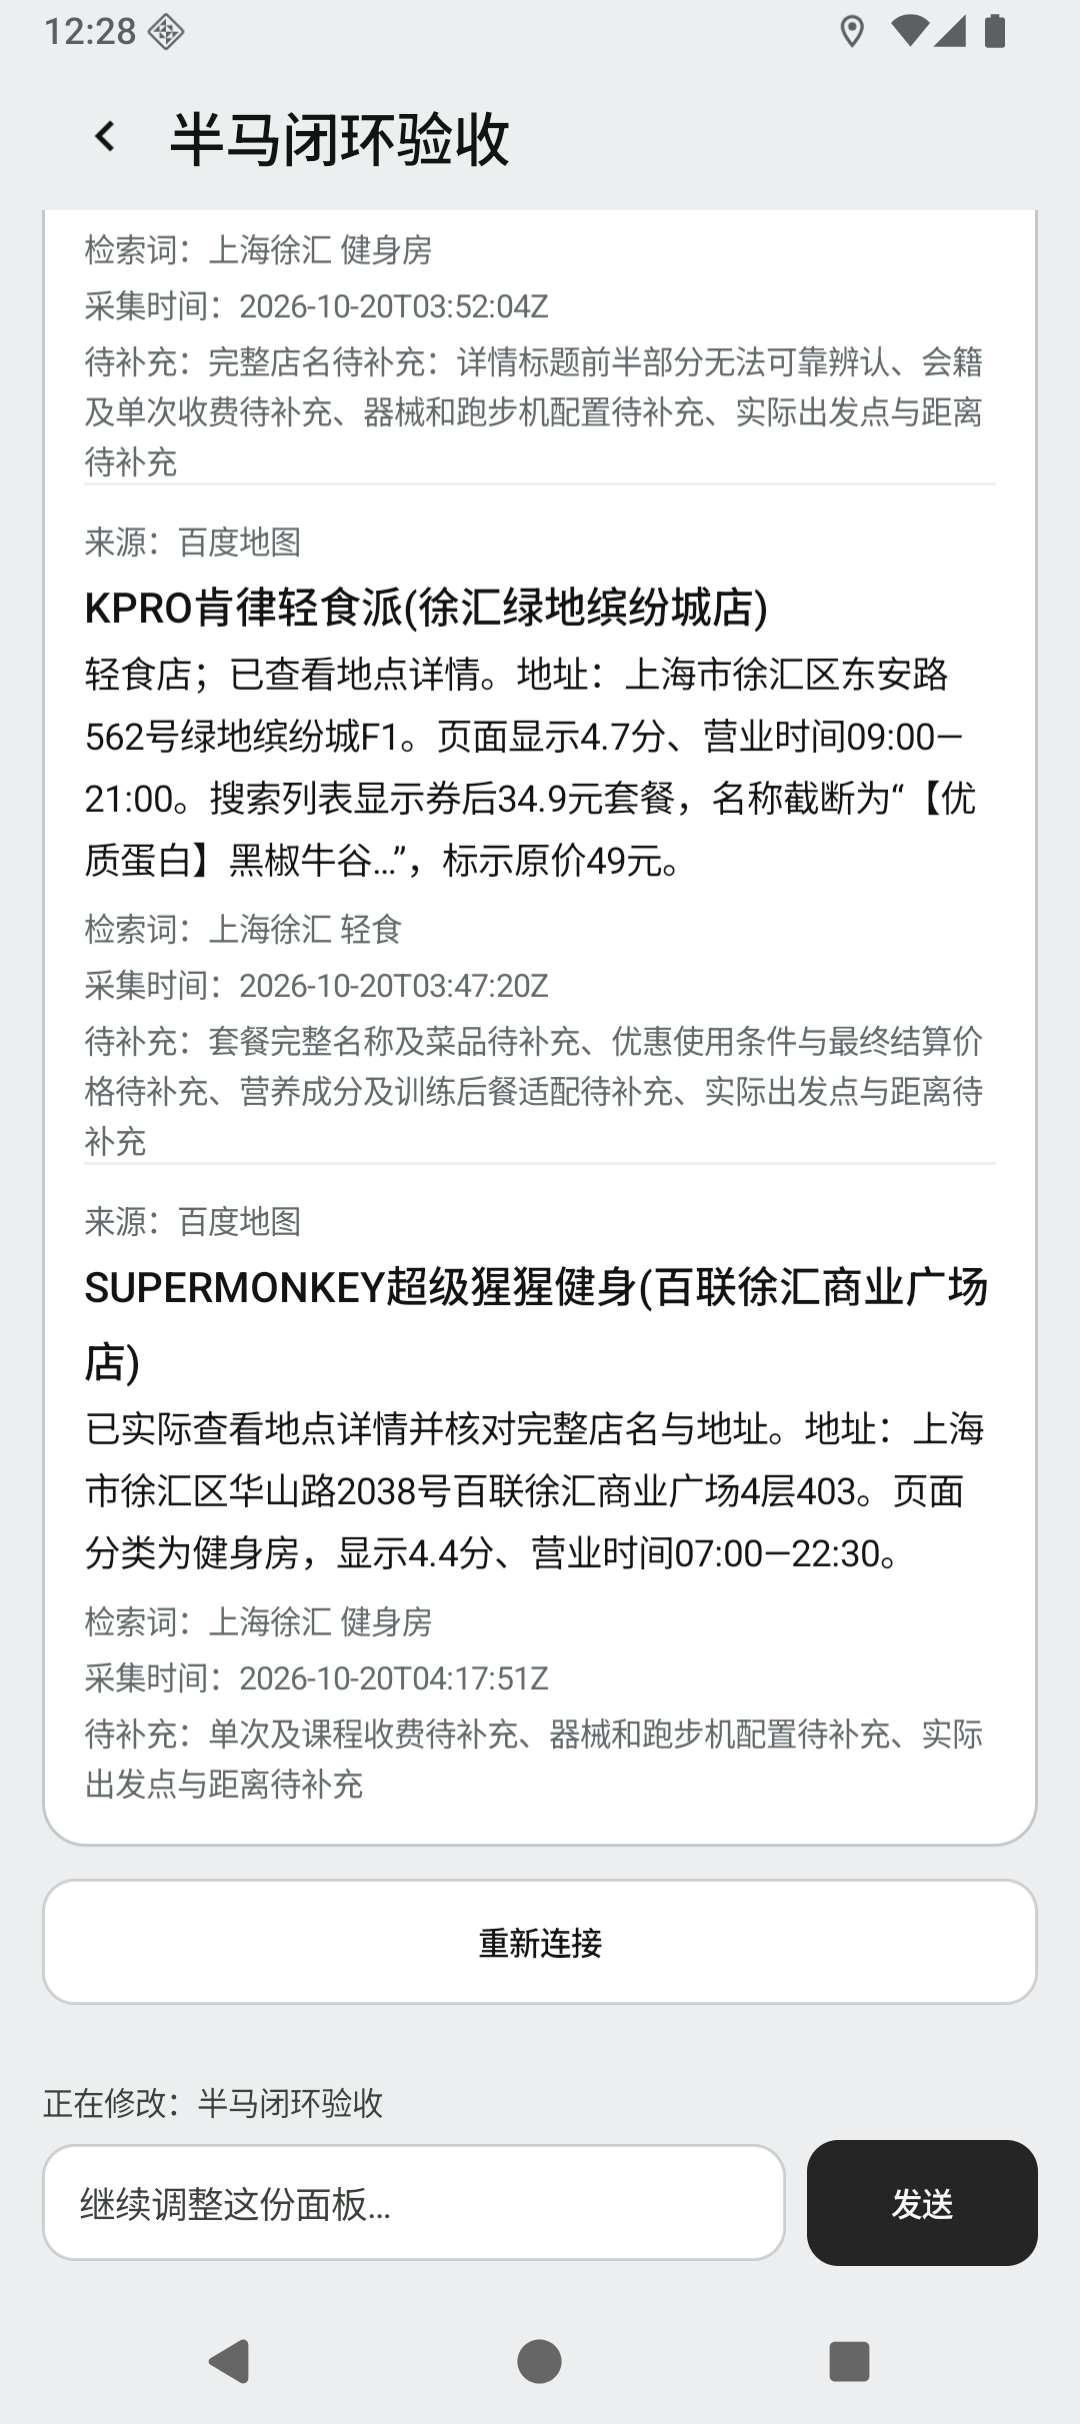 12:28
半马闭环验收
检索词：上海徐汇 健身房
采集时间：2026-10-20T03:52:04Z
待补充：完整店名待补充：详情标题前半部分无法可靠辨认、会籍
及单次收费待补充、器械和跑步机配置待补充、实际出发点与距离
待补充
来源：百度地图
KPRO肯律轻食派(徐汇绿地缤纷城店)
轻食店；已查看地点详情。地址：上海市徐汇区东安路
562号绿地缤纷城F1。页面显示4.7分、营业时间09:00—
21:00。搜索列表显示券后34.9元套餐，名称截断为“【优
质蛋白】黑椒牛谷…”，标示原价49元。
检索词：上海徐汇 轻食
采集时间：2026-10-20T03:47:20Z
待补充：套餐完整名称及菜品待补充、优惠使用条件与最终结算价
格待补充、营养成分及训练后餐适配待补充、实际出发点与距离待
补充
来源：百度地图
SUPERMONKEY超级猩猩健身(百联徐汇商业广场
店)
已实际查看地点详情并核对完整店名与地址。地址：上海
市徐汇区华山路2038号百联徐汇商业广场4层403。页面
分类为健身房，显示4.4分、营业时间07:00—22:30。
检索词：上海徐汇 健身房
采集时间：2026-10-20T04:17:51Z
待补充：单次及课程收费待补充、器械和跑步机配置待补充、实际
出发点与距离待补充
重新连接
正在修改：半马闭环验收
继续调整这份面板…
发送